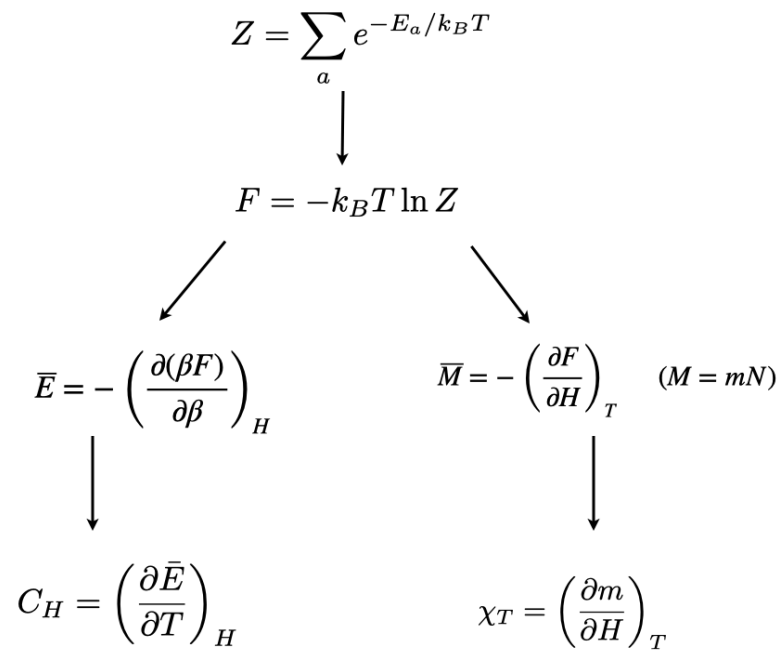 Z = \sum_{a} e^{-E_a/k_B T}
F = -k_B T \ln Z
\overline{E} = - \left( \frac{\partial(\beta F)}{\partial \beta} \right)_H
\overline{M} = - \left( \frac{\partial F}{\partial H} \right)_T (M = mN)
C_H = \left( \frac{\partial \bar{E}}{\partial T} \right)_H
\chi_T = \left( \frac{\partial m}{\partial H} \right)_T